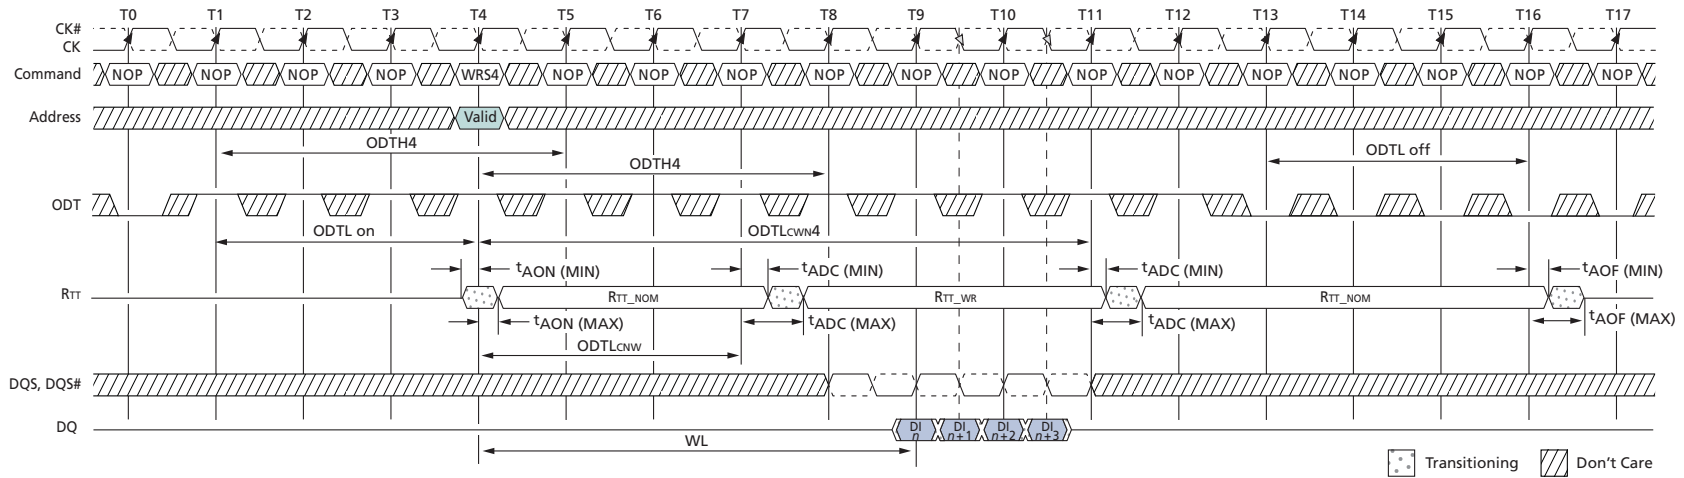 T0 T1 T2 T3 T4 T5 T6 T7 T8 T9 T10 T11 T12 T13 T14 T15 T16 T17
CK#
CK
Command NOP NOP NOP NOP WRS4 NOP NOP NOP NOP NOP NOP NOP NOP NOP NOP NOP NOP NOP
Address Valid
ODTH4 ODTL off
ODTH4
ODT
ODTL on ODTLCWN4
tAON (MIN) tADC (MIN) tADC (MIN) tAOF (MIN)
RTT RTT_NOM RTT_WR RTT_NOM
tAON (MAX) tADC (MAX) tADC (MAX) tAOF (MAX)
ODTLCNW
DQS, DQS#
DQ DI n DI n+1 DI n+2 DI n+3
WL
Transitioning Don't Care